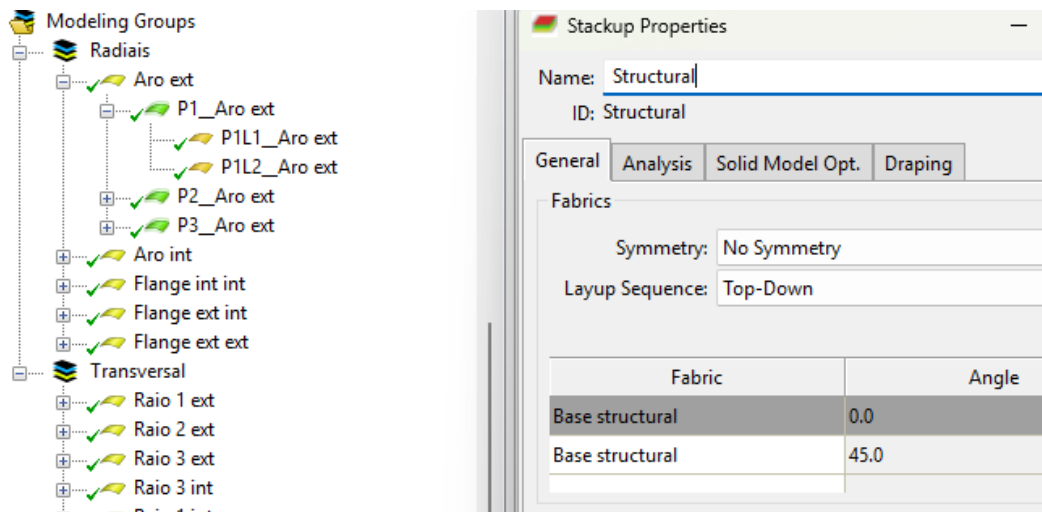 Modeling Groups
Radiais
Aro ext
P1__Aro ext
P1L1__Aro ext
P1L2__Aro ext
P2__Aro ext
P3__Aro ext
Aro int
Flange int int
Flange ext int
Flange ext ext
Transversal
Raio 1 ext
Raio 2 ext
Raio 3 ext
Raio 3 int
Stackup Properties
Name: Structural
ID: Structural
General Analysis Solid Model Opt. Draping
Fabrics
Symmetry: No Symmetry
Layup Sequence: Top-Down
Fabric Angle
Base structural 0.0
Base structural 45.0